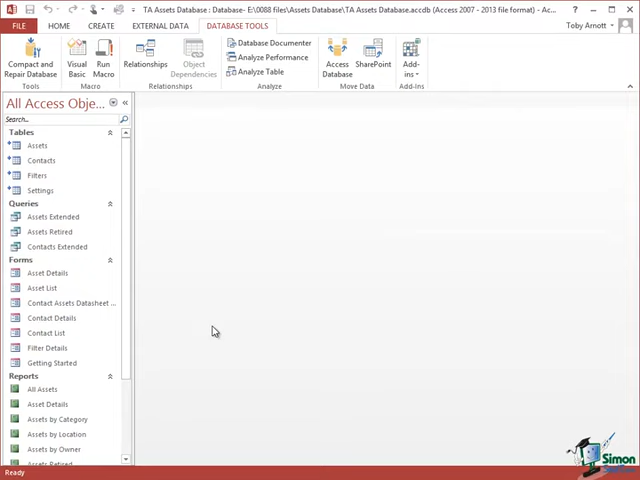 TA Assets Database : Database- E:\0088 files\Assets Database\TA Assets Database.accdb (Access 2007 - 2013 file format) - Ac...
FILE HOME CREATE EXTERNAL DATA DATABASE TOOLS Toby Arnott
Compact and Repair Database
Tools
Visual Basic
Run Macro
Macro
Relationships
Object Dependencies
Relationships
Database Documenter
Analyze Performance
Analyze Table
Analyze
Access Database
SharePoint
Move Data
Add-ins
Add-Ins
All Access Obje...
Search...
Tables
Assets
Contacts
Filters
Settings
Queries
Assets Extended
Assets Retired
Contacts Extended
Forms
Asset Details
Asset List
Contact Assets Datasheet ...
Contact Details
Contact List
Filter Details
Getting Started
Reports
All Assets
Asset Details
Assets by Category
Assets by Location
Assets by Owner
Assets Retired
Ready
Simon